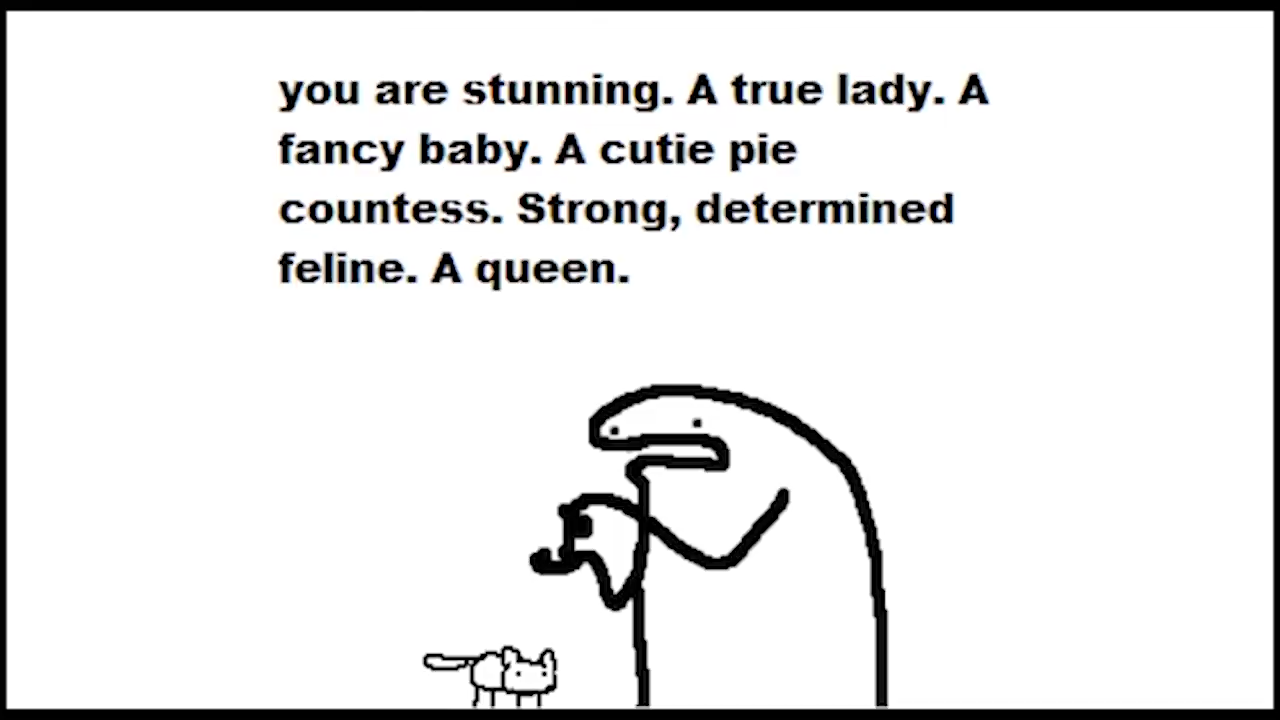 you are stunning. A true lady. A
fancy baby. A cutie pie
countess. Strong, determined
feline. A queen.